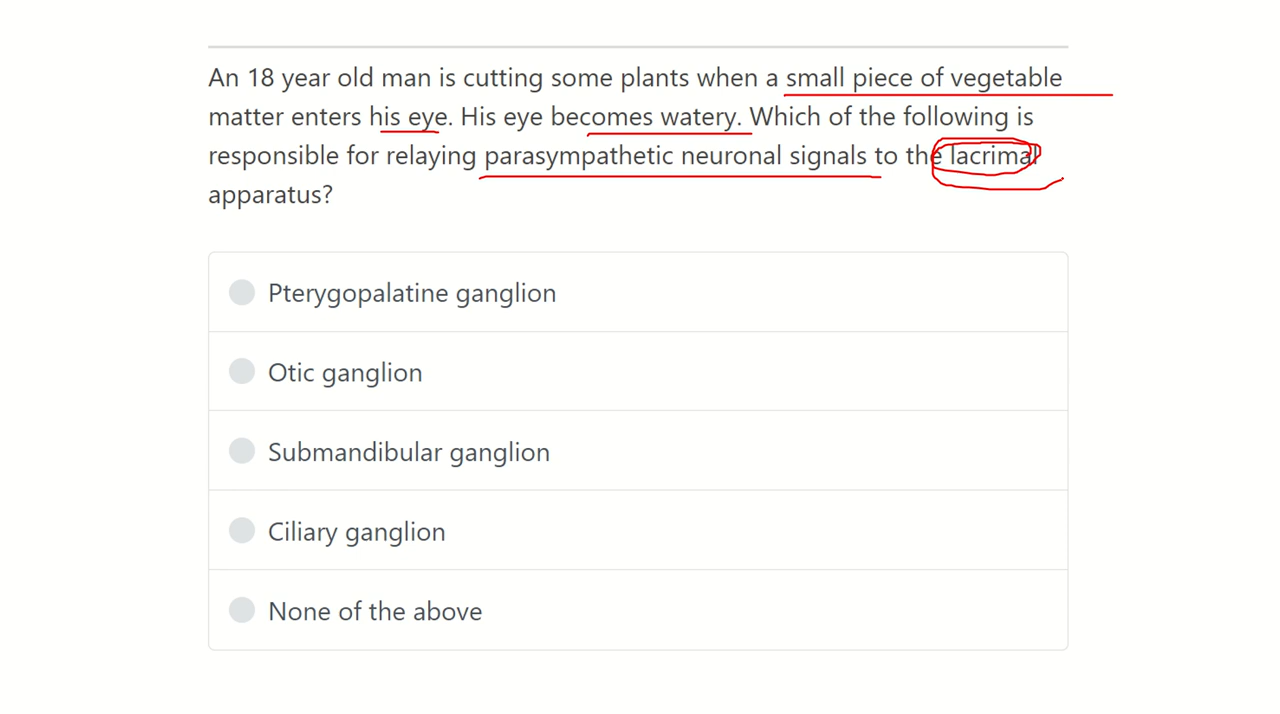 An 18 year old man is cutting some plants when a small piece of vegetable
matter enters his eye. His eye becomes watery. Which of the following is
responsible for relaying parasympathetic neuronal signals to the lacrimal
apparatus?
Pterygopalatine ganglion
Otic ganglion
Submandibular ganglion
Ciliary ganglion
None of the above